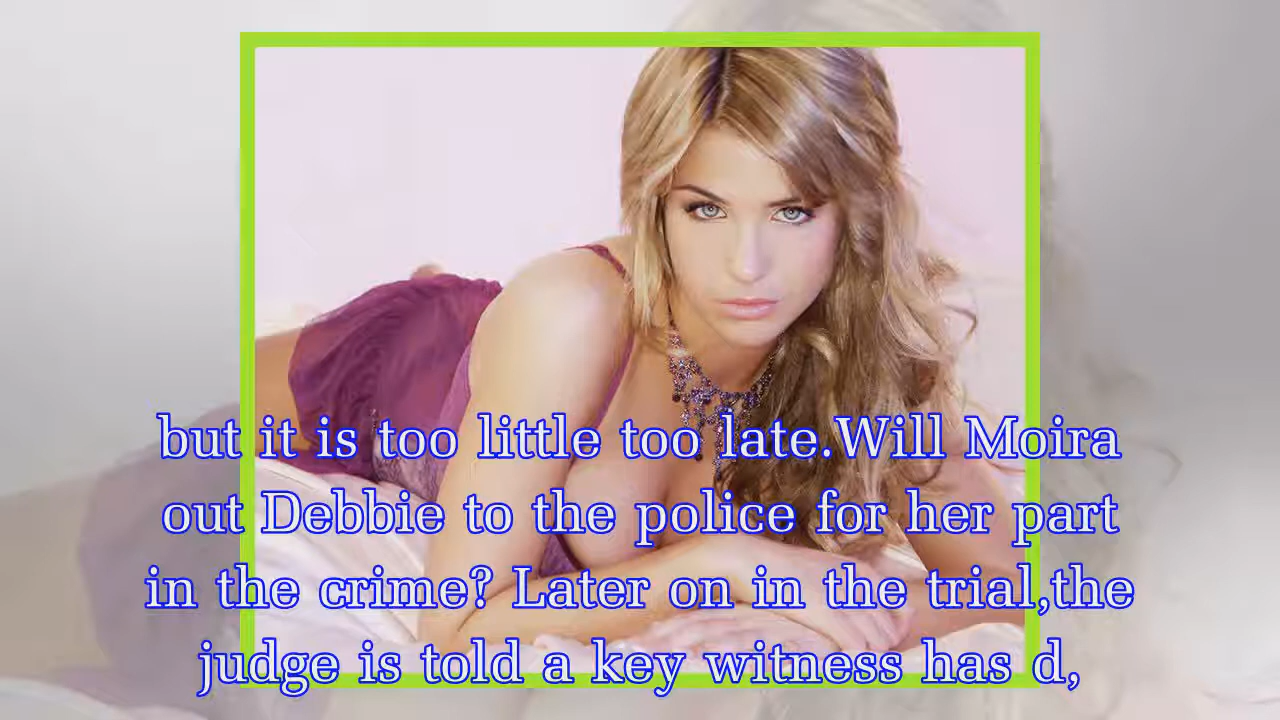 but it is too little too late.Will Moira
out Debbie to the police for her part
in the crime? Later on in the trial,the
judge is told a key witness has d,